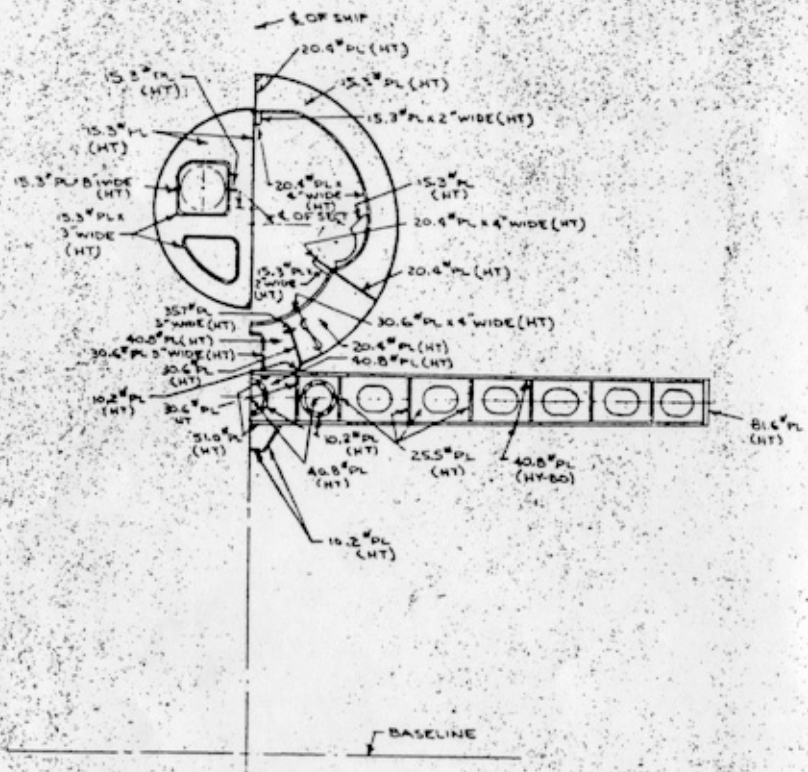 ℄ OF SHIP
20.4# PL (HT)
15.3# PL (HT)
15.3#
(HT)
15.3# PL
(HT)
15.3# PL X 2" WIDE (HT)
15.3# PL X 8" WIDE
(HT)
20.4# PL X
4" WIDE
(HT)
15.3# PL
(HT)
℄ OF SECT
15.3# PL X
3" WIDE
(HT)
20.4# PL X 4" WIDE (HT)
15.3# PL X
2" WIDE
(HT)
20.4# PL (HT)
35.7# PL
3" WIDE (HT)
30.6# PL X 4" WIDE (HT)
40.8# PL (HT)
20.4# PL (HT)
30.6# PL 3" WIDE (HT)
40.8# PL (HT)
30.6# PL
(HT)
10.2# PL
(HT)
30.6# PL
HT
51.0# PL
(HT)
10.2# PL
(HT)
25.5# PL
(HT)
40.8# PL
(HY-80)
81.6# PL
(HT)
40.8# PL
(HT)
10.2# PL
(HT)
BASELINE